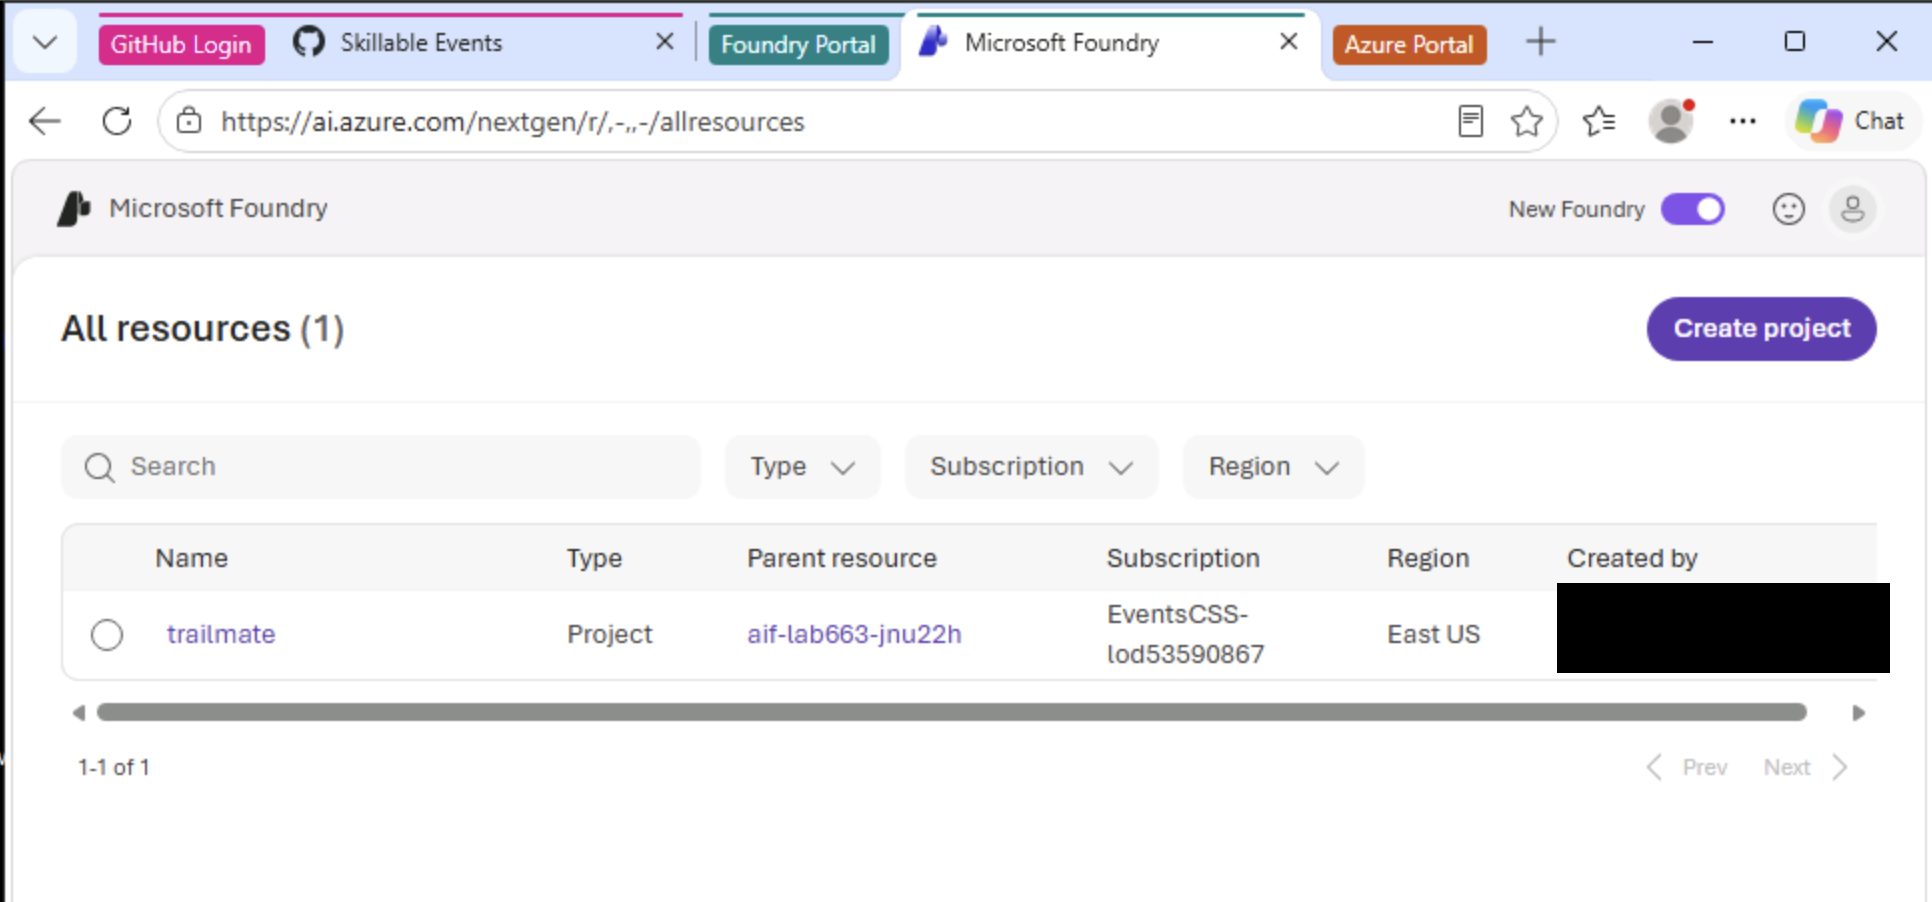 GitHub Login Skillable Events Foundry Portal Microsoft Foundry Azure Portal
https://ai.azure.com/nextgen/r/,-,,-/allresources Chat
Microsoft Foundry New Foundry
All resources (1) Create project
Search Type Subscription Region
Name Type Parent resource Subscription Region Created by
trailmate Project aif-lab663-jnu22h EventsCSS- East US
lod53590867
1-1 of 1 Prev Next